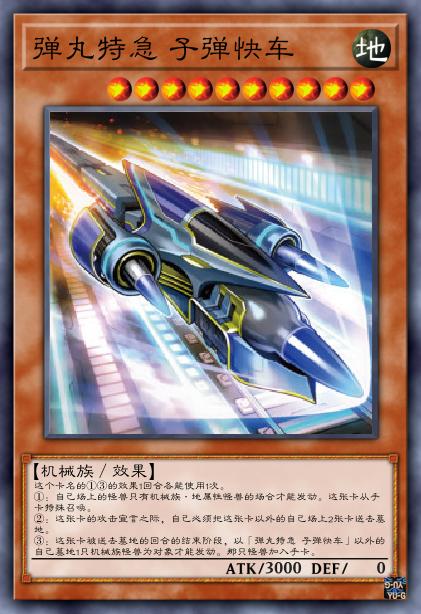 弹丸特急 子弹快车
地
【机械族／效果】
这个卡名的①③的效果1回合各能使用1次。
①：自己场上的怪兽只有机械族·地属性怪兽的场合才能发动。这张卡从手
卡特殊召唤。
②：这张卡的攻击宣言之际，自己必须把这张卡以外的自己场上2张卡送去墓
地。
③：这张卡被送去墓地的回合的结束阶段，以「弹丸特急 子弹快车」以外的
自己墓地1只机械族怪兽为对象才能发动。那只怪兽加入手卡。
ATK/3000 DEF/ 0